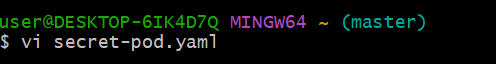 user@DESKTOP-6IK4D7Q MINGW64 ~ (master)
$ vi secret-pod.yaml